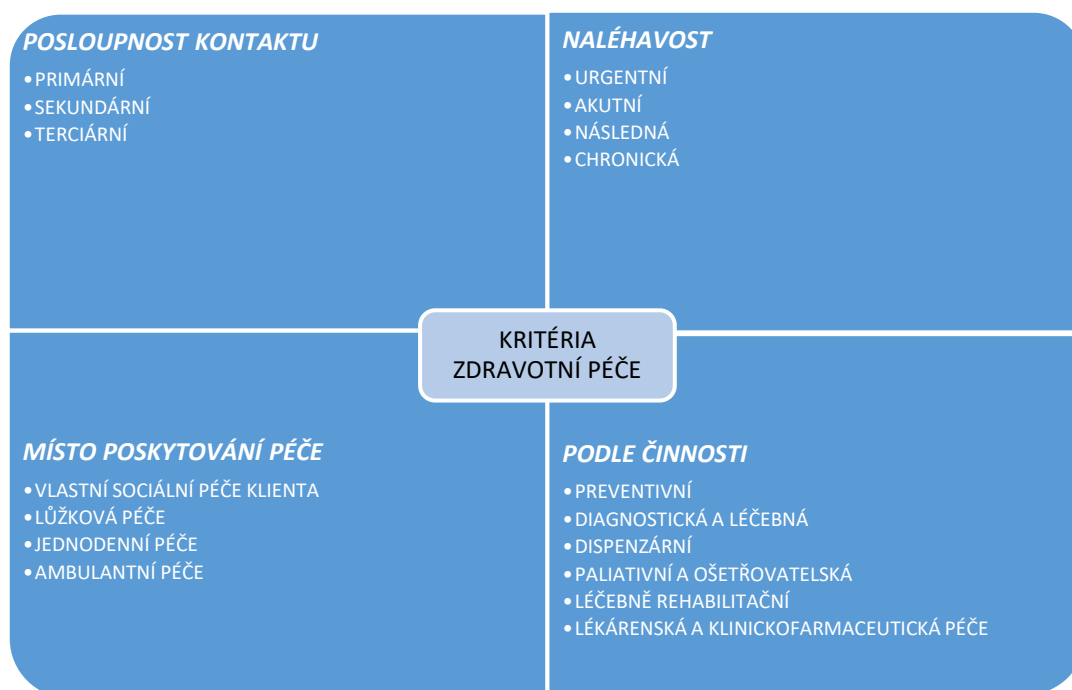 POSLOUPNOST KONTAKTU
•PRIMÁRNÍ
•SEKUNDÁRNÍ
•TERCIÁRNÍ
NALÉHAVOST
•URGENTNÍ
•AKUTNÍ
•NÁSLEDNÁ
•CHRONICKÁ
KRITÉRIA
ZDRAVOTNÍ PÉČE
MÍSTO POSKYTOVÁNÍ PÉČE
•VLASTNÍ SOCIÁLNÍ PÉČE KLIENTA
•LŮŽKOVÁ PÉČE
•JEDNODENNÍ PÉČE
•AMBULANTNÍ PÉČE
PODLE ČINNOSTI
•PREVENTIVNÍ
•DIAGNOSTICKÁ A LÉČEBNÁ
•DISPENZÁRNÍ
•PALIATIVNÍ A OŠETŘOVATELSKÁ
•LÉČEBNĚ REHABILITAČNÍ
•LÉKÁRENSKÁ A KLINICKOFARMACEUTICKÁ PÉČE